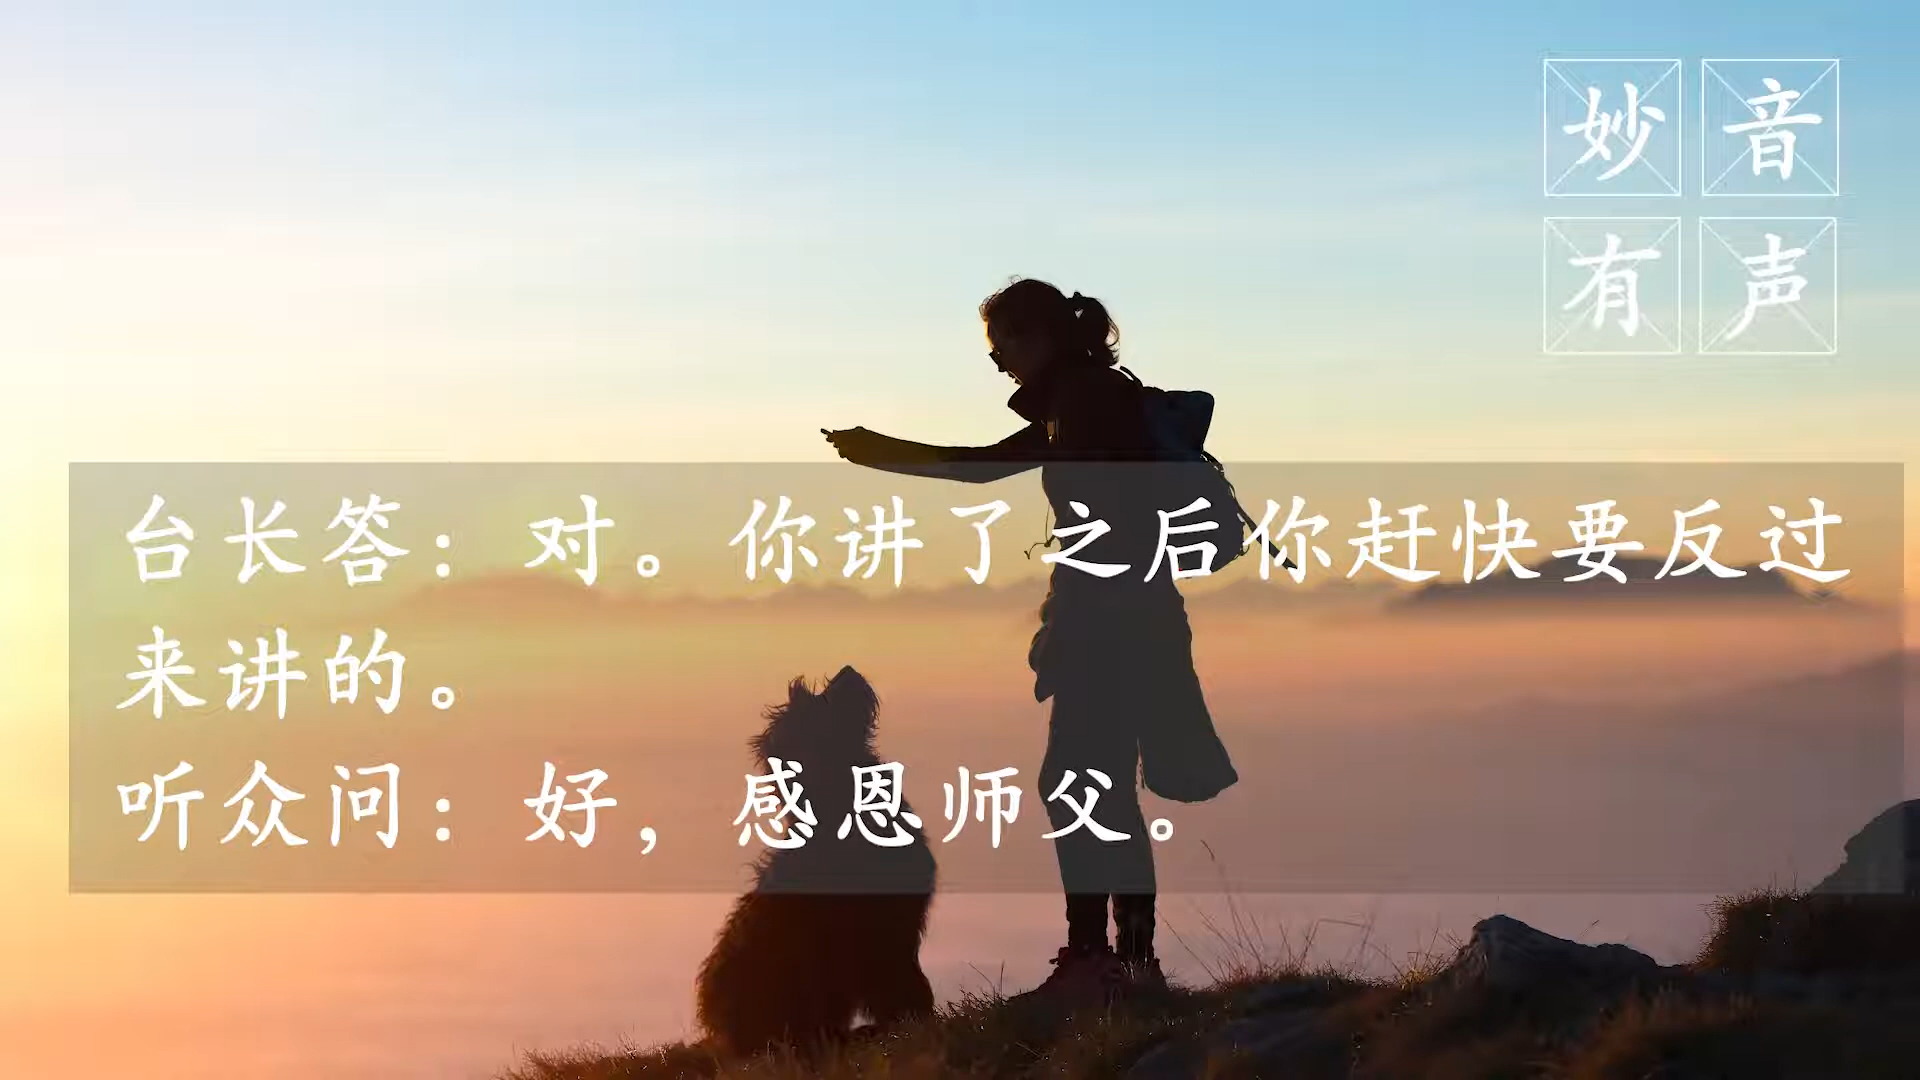 妙音
有声
台长答：对。你讲了之后你赶快要反过
来讲的。
听众问：好，感恩师父。